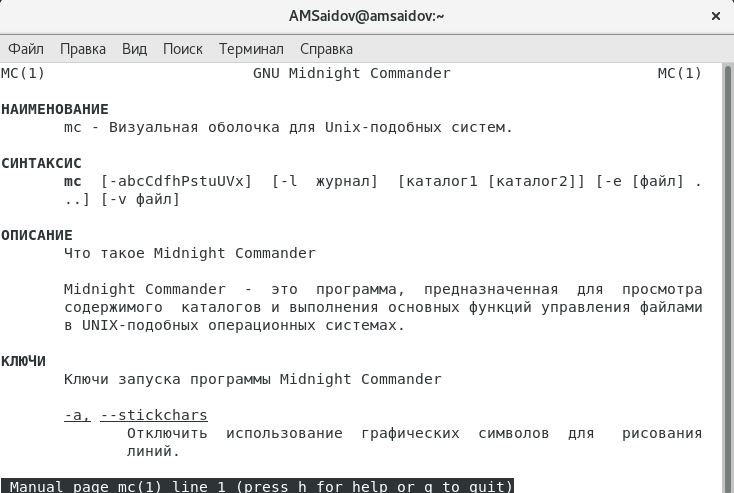 AMSaidov@amsaidov:~ ×
Файл Правка Вид Поиск Терминал Справка
MC(1) GNU Midnight Commander MC(1)
НАИМЕНОВАНИЕ
mc - Визуальная оболочка для Unix-подобных систем.
СИНТАКСИС
mc [-abcCdfhPstuUVx] [-l журнал] [каталог1 [каталог2]] [-e [файл] .
..] [-v файл]
ОПИСАНИЕ
Что такое Midnight Commander
Midnight Commander - это программа, предназначенная для просмотра
содержимого каталогов и выполнения основных функций управления файлами
в UNIX-подобных операционных системах.
КЛЮЧИ
Ключи запуска программы Midnight Commander
-a, --stickchars
Отключить использование графических символов для рисования
линий.
Manual page mc(1) line 1 (press h for help or q to quit)